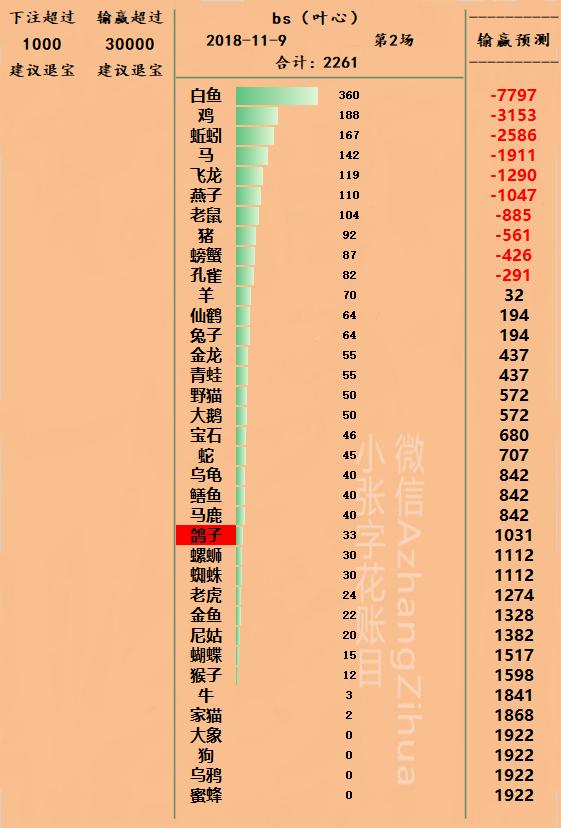 下注超过 输赢超过
1000 30000
建议退宝 建议退宝
bs（叶心）
2018-11-9 第2场
合计：2261
输赢预测
白鱼 360 -7797
鸡 188 -3153
蚯蚓 167 -2586
马 142 -1911
飞龙 119 -1290
燕子 110 -1047
老鼠 104 -885
猪 92 -561
螃蟹 87 -426
孔雀 82 -291
羊 70 32
仙鹤 64 194
兔子 64 194
金龙 55 437
青蛙 55 437
野猫 50 572
大鹅 50 572
宝石 46 680
蛇 45 707
乌龟 40 842
鳝鱼 40 842
马鹿 40 842
鸽子 33 1031
螺蛳 30 1112
蜘蛛 30 1112
老虎 24 1274
金鱼 22 1328
尼姑 20 1382
蝴蝶 15 1517
猴子 12 1598
牛 3 1841
家猫 2 1868
大象 0 1922
狗 0 1922
乌鸦 0 1922
蜜蜂 0 1922
微信AzhangZihua
小张字花账目